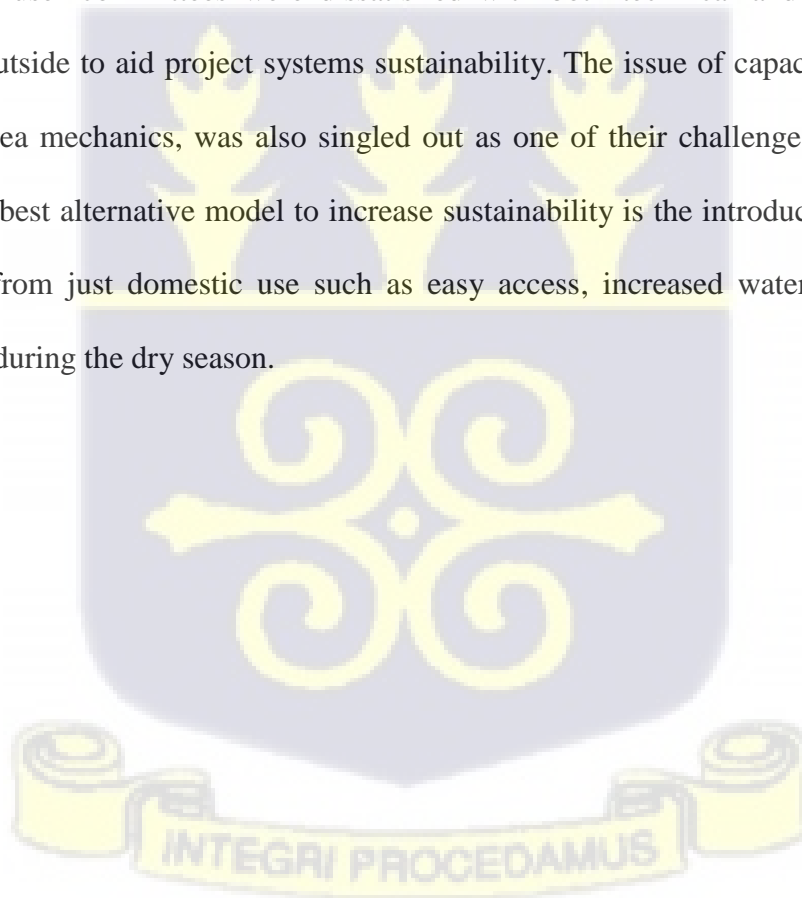 outside to aid project systems sustainability. The issue of capac
ea mechanics, was also singled out as one of their challenge
best alternative model to increase sustainability is the introduc
from just domestic use such as easy access, increased water
during the dry season.
INTEGRI PROCEDAMUS